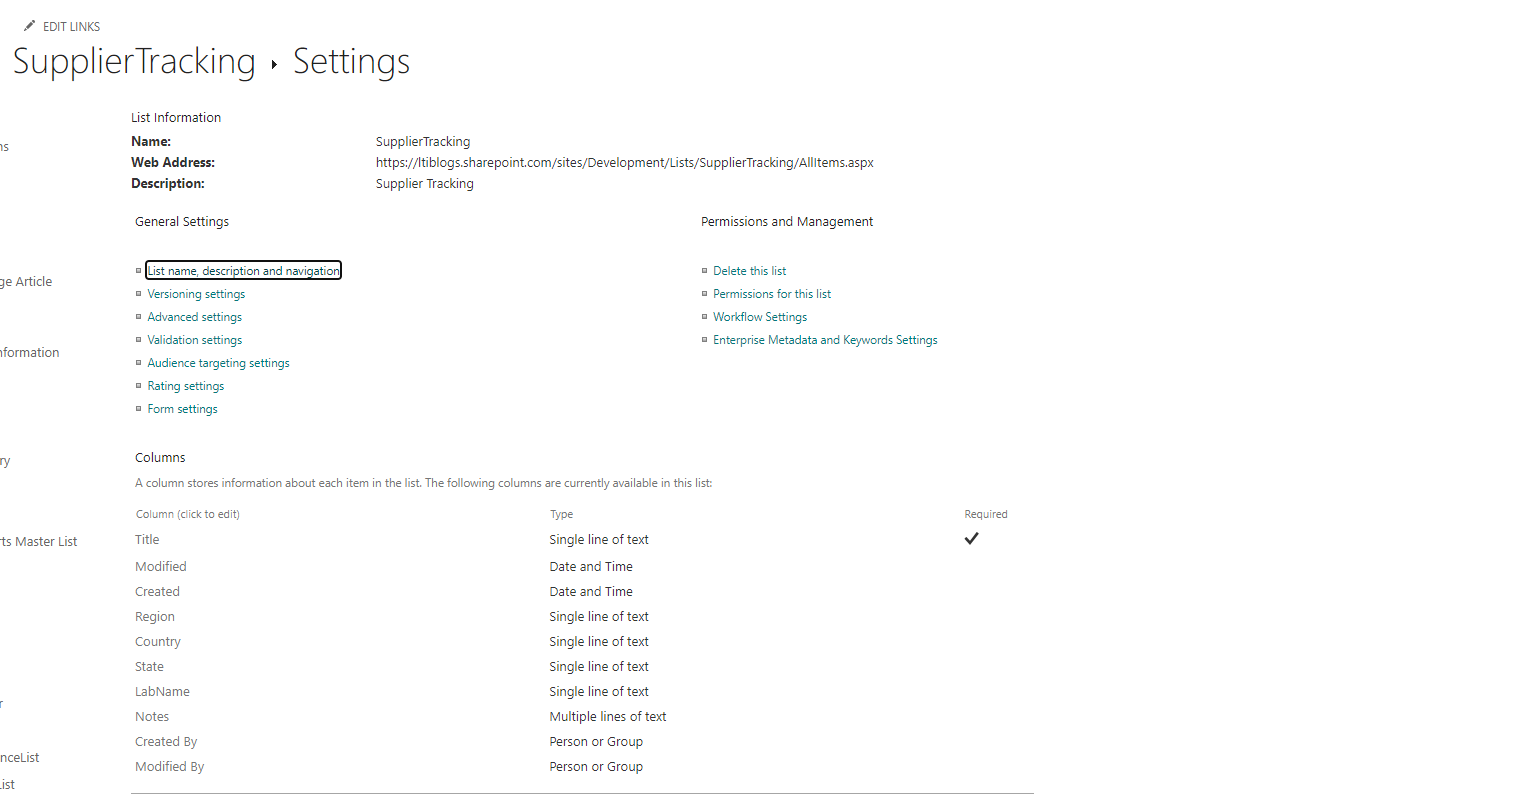 EDIT LINKS
SupplierTracking ▸ Settings
List Information
Name: SupplierTracking
Web Address: https://ltiblogs.sharepoint.com/sites/Development/Lists/SupplierTracking/AllItems.aspx
Description: Supplier Tracking
General Settings
List name, description and navigation
Versioning settings
Advanced settings
Validation settings
Audience targeting settings
Rating settings
Form settings
Permissions and Management
Delete this list
Permissions for this list
Workflow Settings
Enterprise Metadata and Keywords Settings
Columns
A column stores information about each item in the list. The following columns are currently available in this list:
Column (click to edit) Type Required
Title Single line of text ✓
Modified Date and Time
Created Date and Time
Region Single line of text
Country Single line of text
State Single line of text
LabName Single line of text
Notes Multiple lines of text
Created By Person or Group
Modified By Person or Group
ge Article
nformation
ry
rts Master List
r
nceList
List